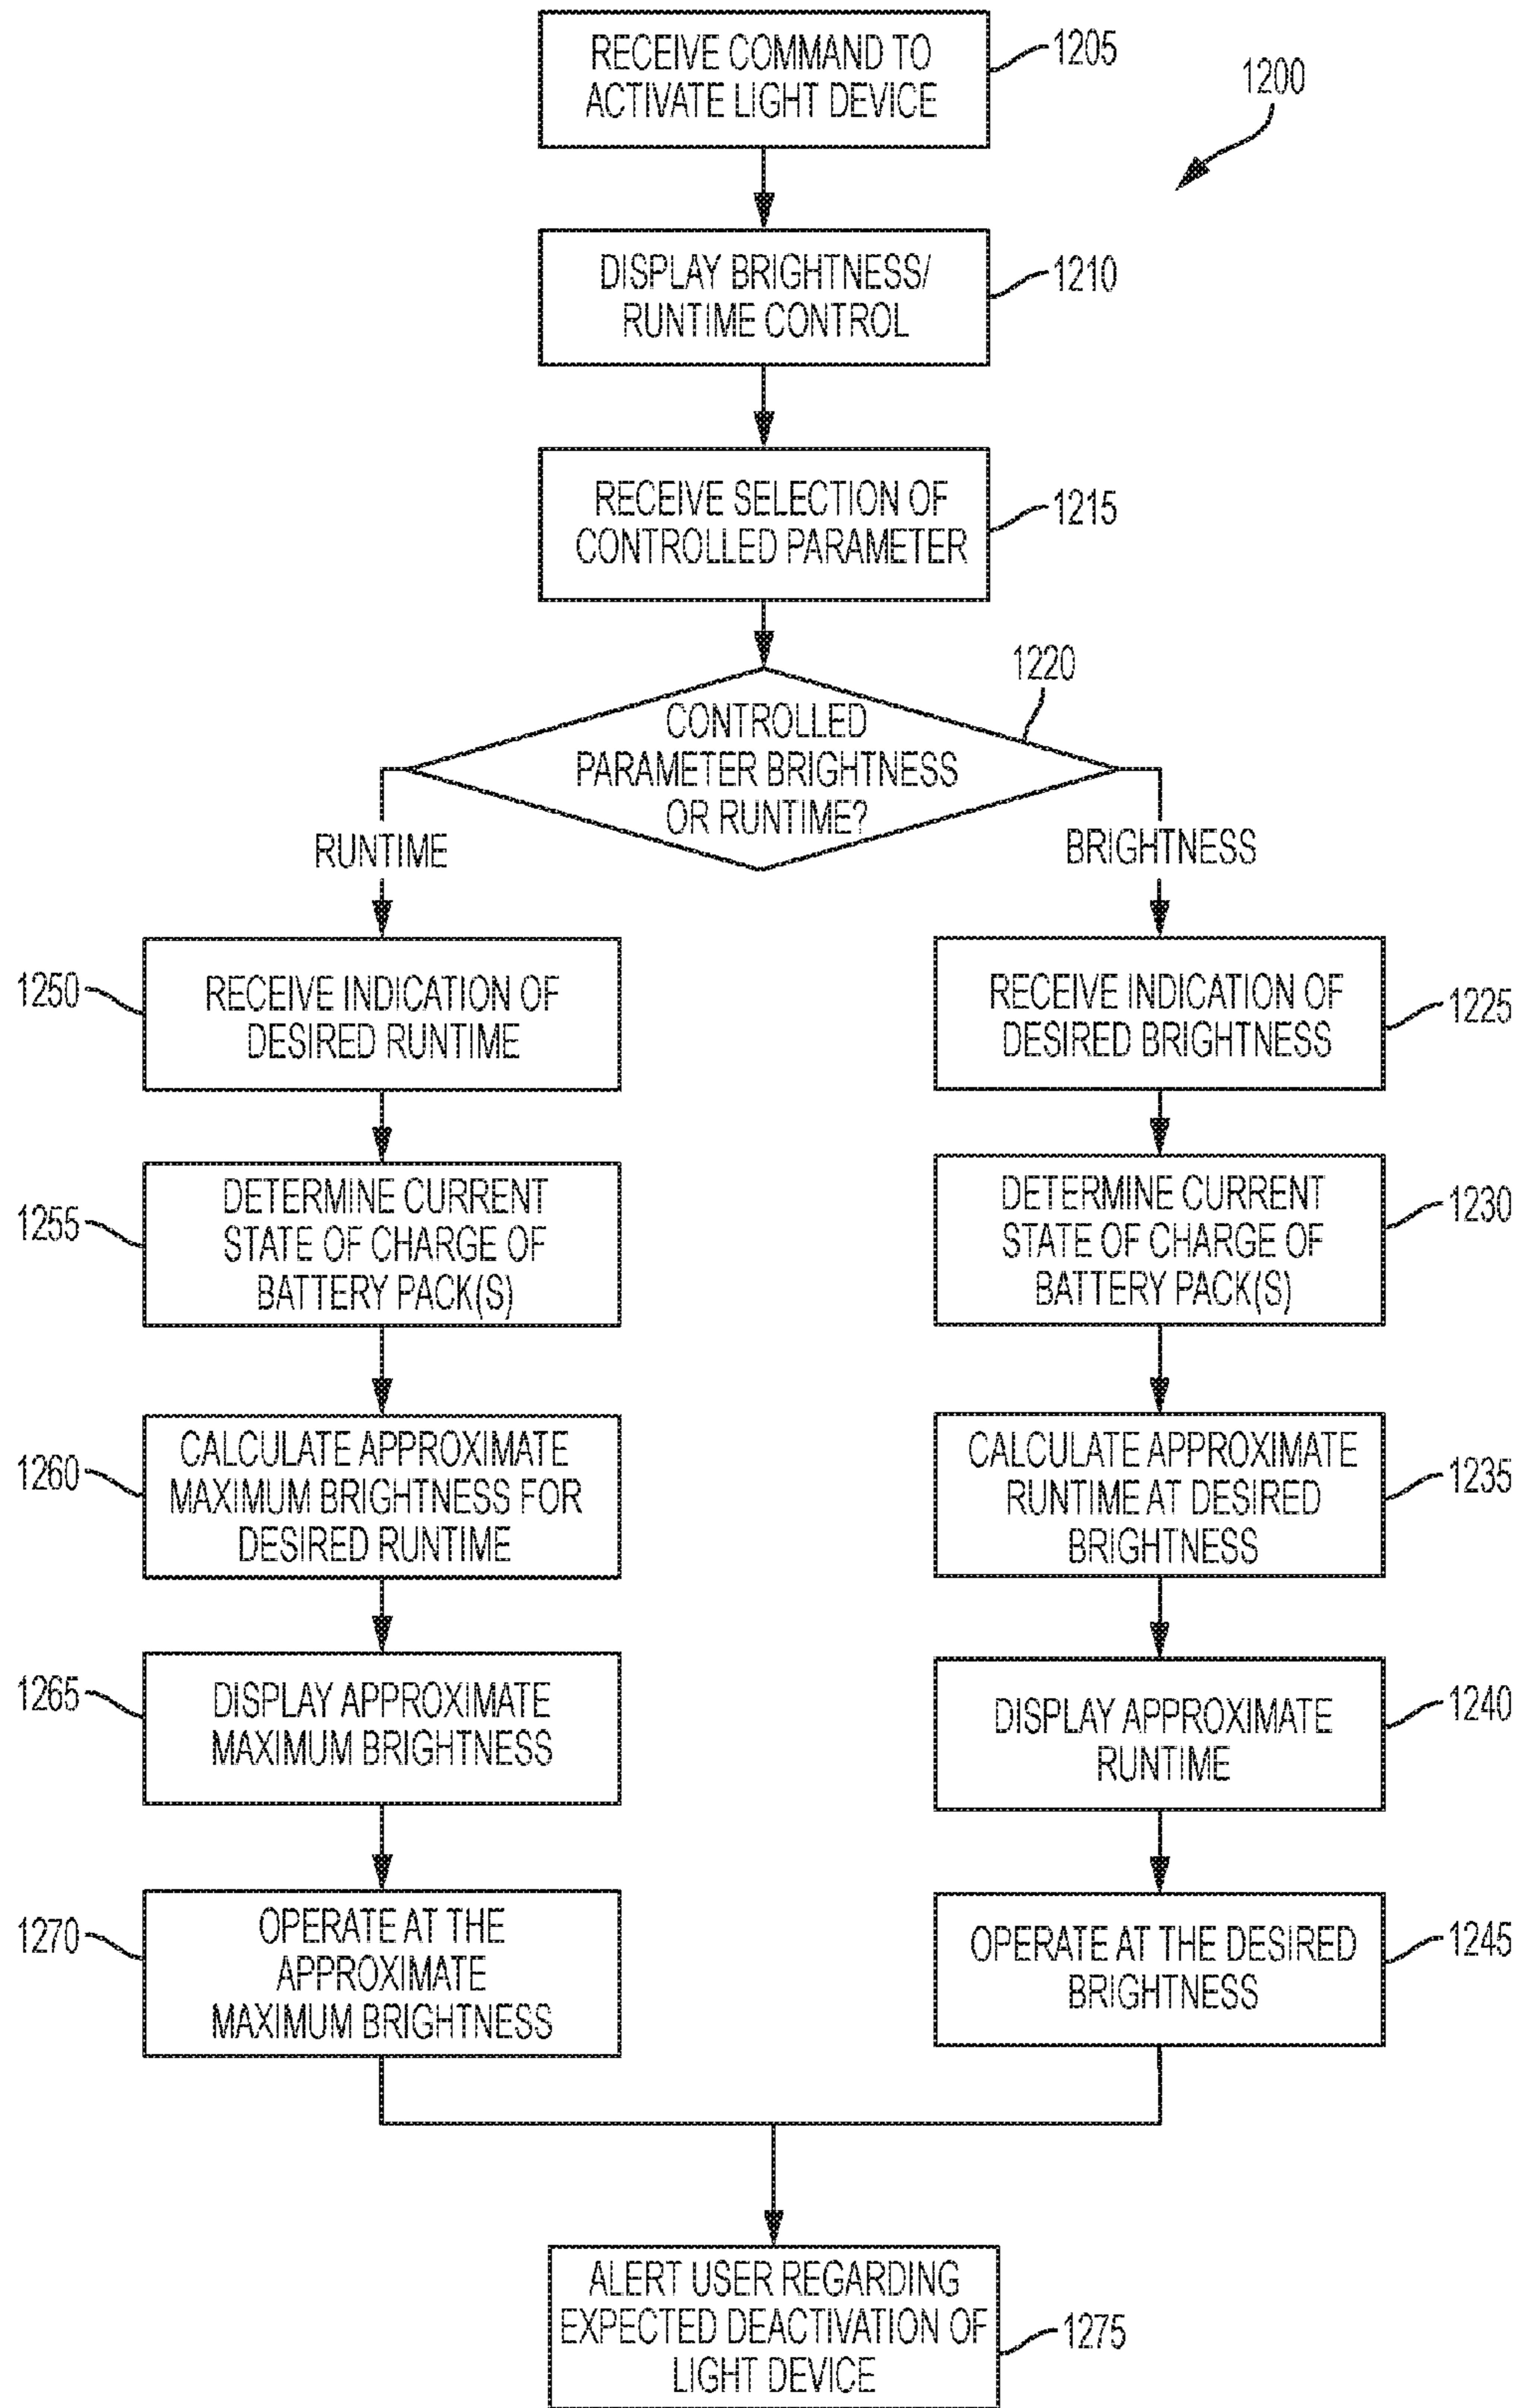 RECEIVE COMMAND TO
ACTIVATE LIGHT DEVICE
1205
1200
DISPLAY BRIGHTNESS/
RUNTIME CONTROL
1210
RECEIVE SELECTION OF
CONTROLLED PARAMETER
1215
1220
CONTROLLED
PARAMETER BRIGHTNESS
OR RUNTIME?
RUNTIME
BRIGHTNESS
1250
RECEIVE INDICATION OF
DESIRED RUNTIME
RECEIVE INDICATION OF
DESIRED BRIGHTNESS
1225
1255
DETERMINE CURRENT
STATE OF CHARGE OF
BATTERY PACK(S)
DETERMINE CURRENT
STATE OF CHARGE OF
BATTERY PACK(S)
1230
1260
CALCULATE APPROXIMATE
MAXIMUM BRIGHTNESS FOR
DESIRED RUNTIME
CALCULATE APPROXIMATE
RUNTIME AT DESIRED
BRIGHTNESS
1235
1265
DISPLAY APPROXIMATE
MAXIMUM BRIGHTNESS
DISPLAY APPROXIMATE
RUNTIME
1240
1270
OPERATE AT THE
APPROXIMATE
MAXIMUM BRIGHTNESS
OPERATE AT THE DESIRED
BRIGHTNESS
1245
ALERT USER REGARDING
EXPECTED DEACTIVATION OF
LIGHT DEVICE
1275